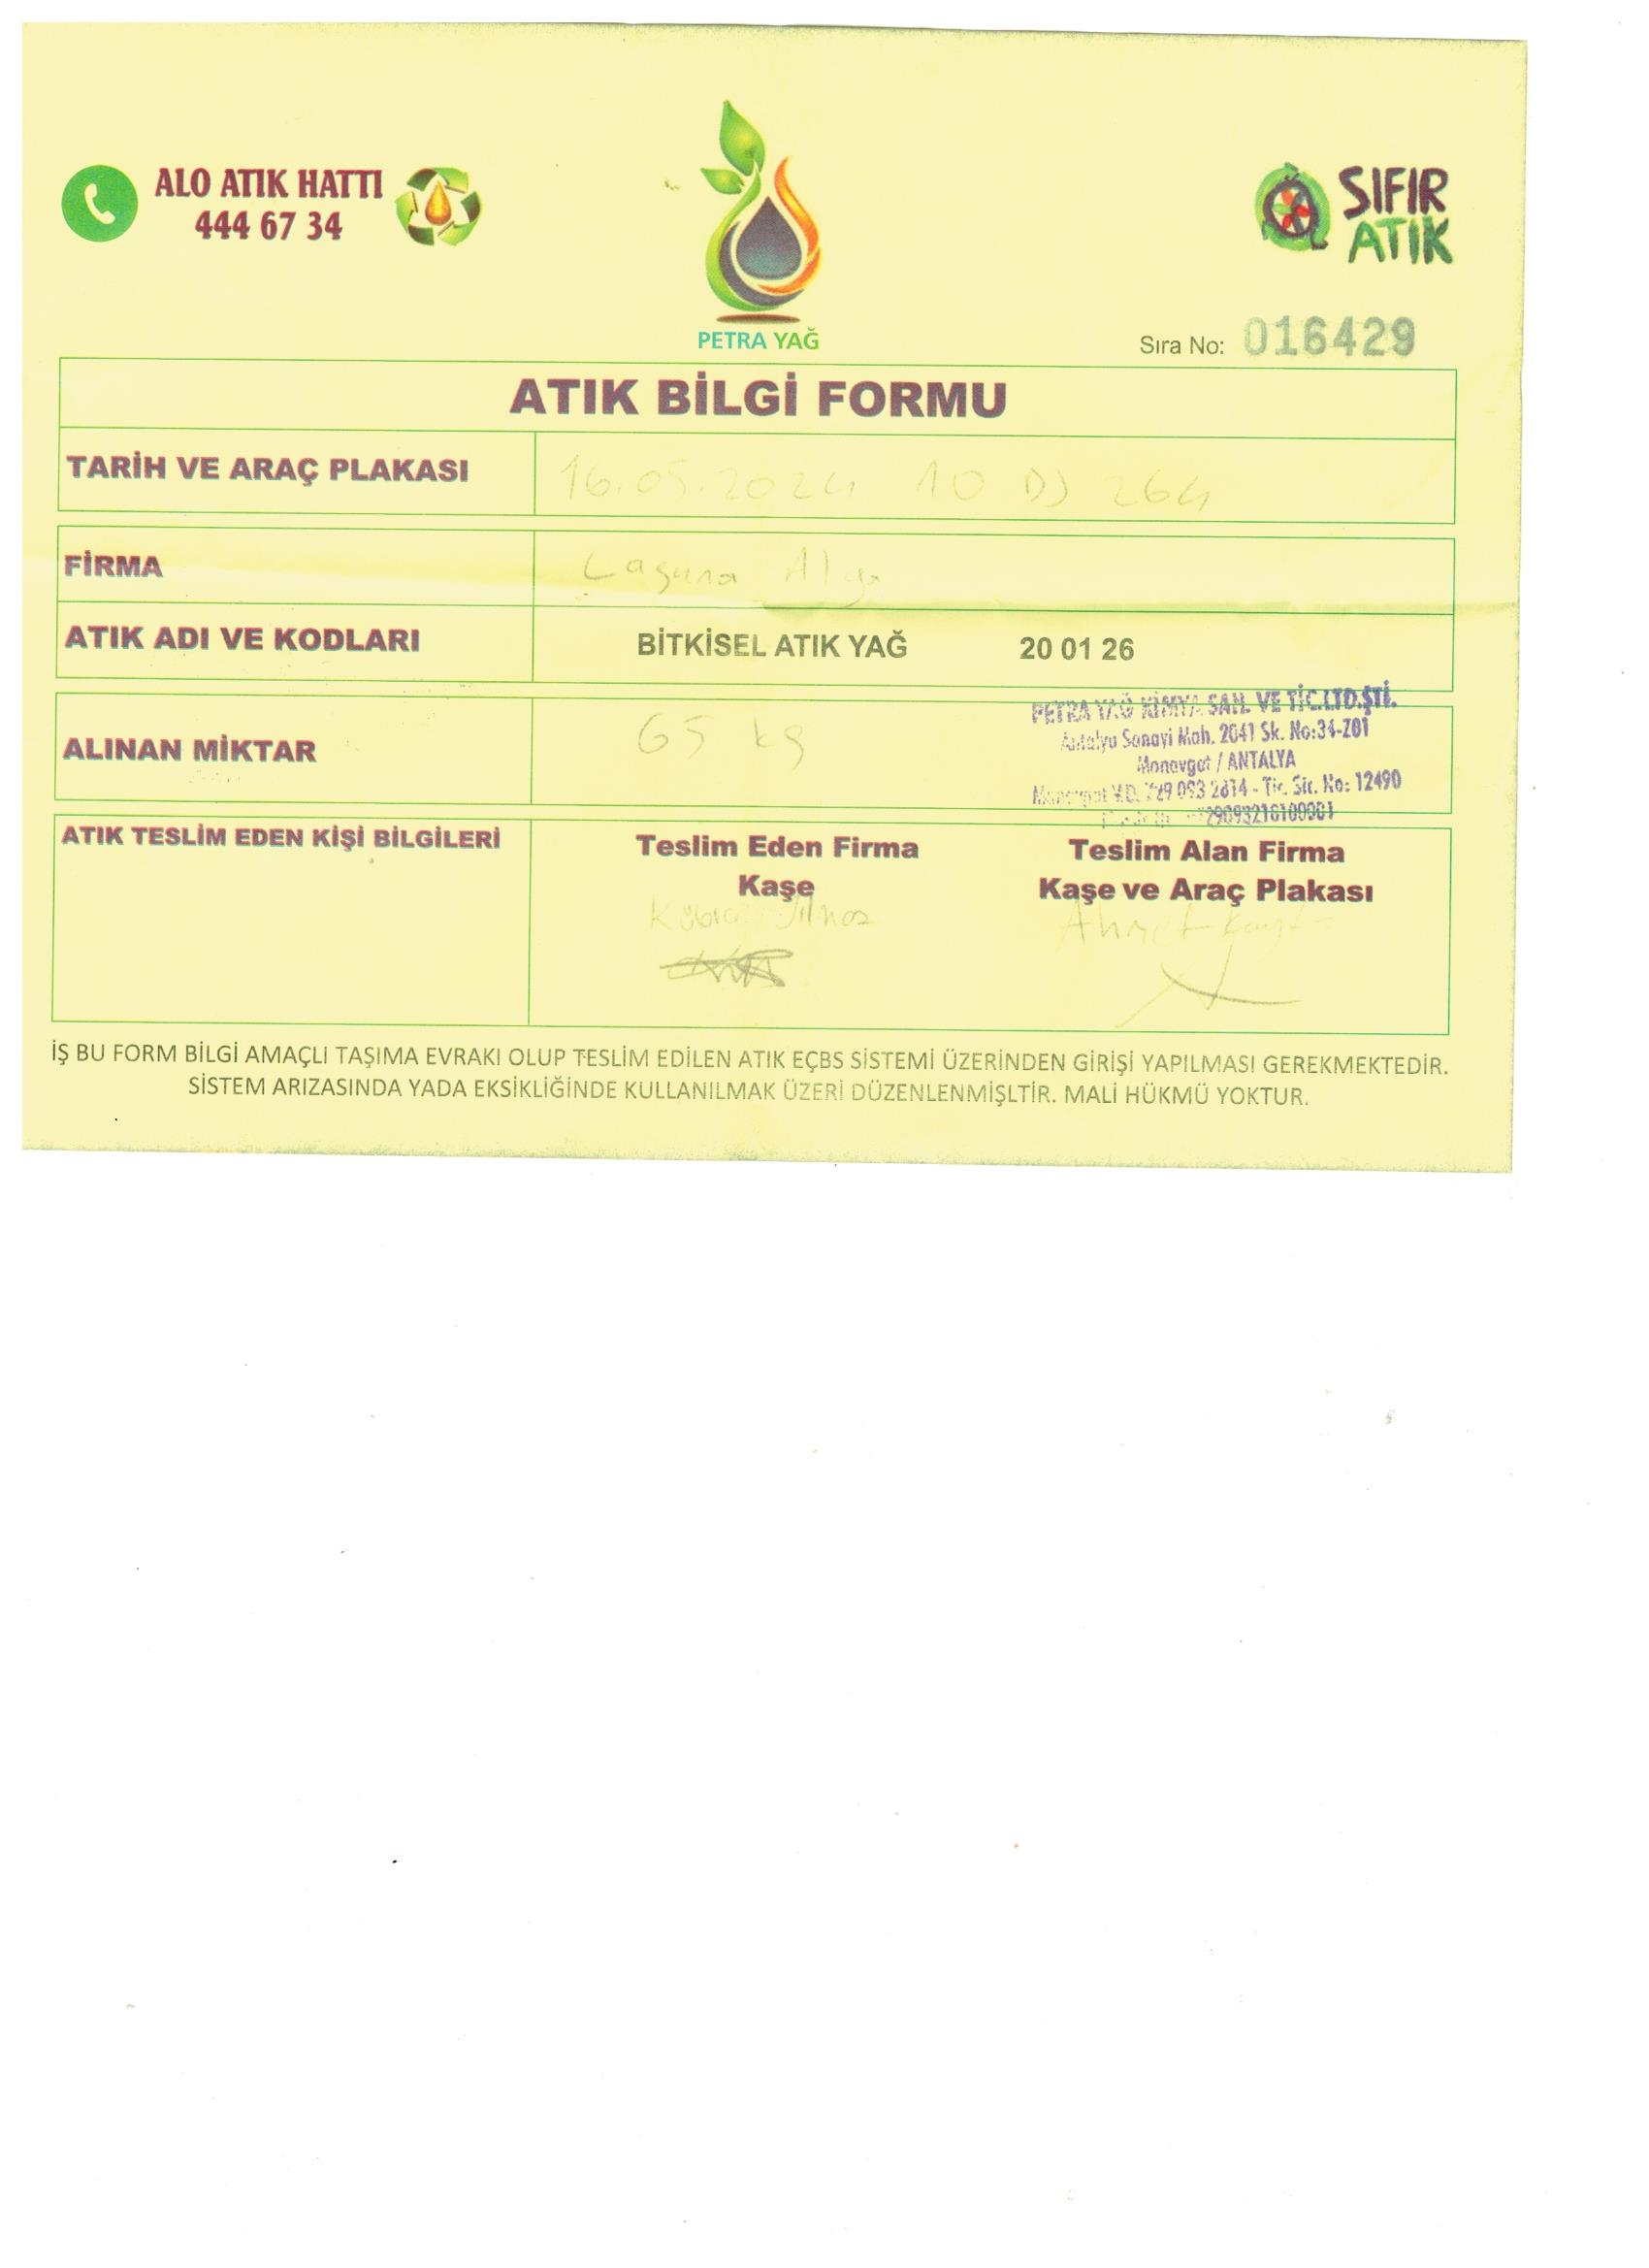 ALO ATIK HATTI
444 67 34
SIFIR
ATIK
PETRA YAĞ
Sıra No: 016429
ATIK BİLGİ FORMU
TARİH VE ARAÇ PLAKASI 16.05.2024 10 DJ 264
FİRMA Laguna Alya
ATIK ADI VE KODLARI BİTKİSEL ATIK YAĞ 20 01 26
PETRA YAĞ KİMYA SAN. VE TİC.LTD.ŞTİ.
Antalya Sanayi Mah. 2041 Sk. No:34-Z01
ALINAN MİKTAR 65 kg
Manavgat / ANTALYA
Manavgat V.D. 729 093 2614 - Tic. Sic. No: 12490
ATIK TESLİM EDEN KİŞİ BİLGİLERİ
Teslim Eden Firma
Kaşe
Kübra Yılmaz
Teslim Alan Firma
Kaşe ve Araç Plakası
Ahmet
İŞ BU FORM BİLGİ AMAÇLI TAŞIMA EVRAKI OLUP TESLİM EDİLEN ATIK EÇBS SİSTEMİ ÜZERİNDEN GİRİŞİ YAPILMASI GEREKMEKTEDİR.
SİSTEM ARIZASINDA YADA EKSİKLİĞİNDE KULLANILMAK ÜZERİ DÜZENLENMİŞLTİR. MALİ HÜKMÜ YOKTUR.